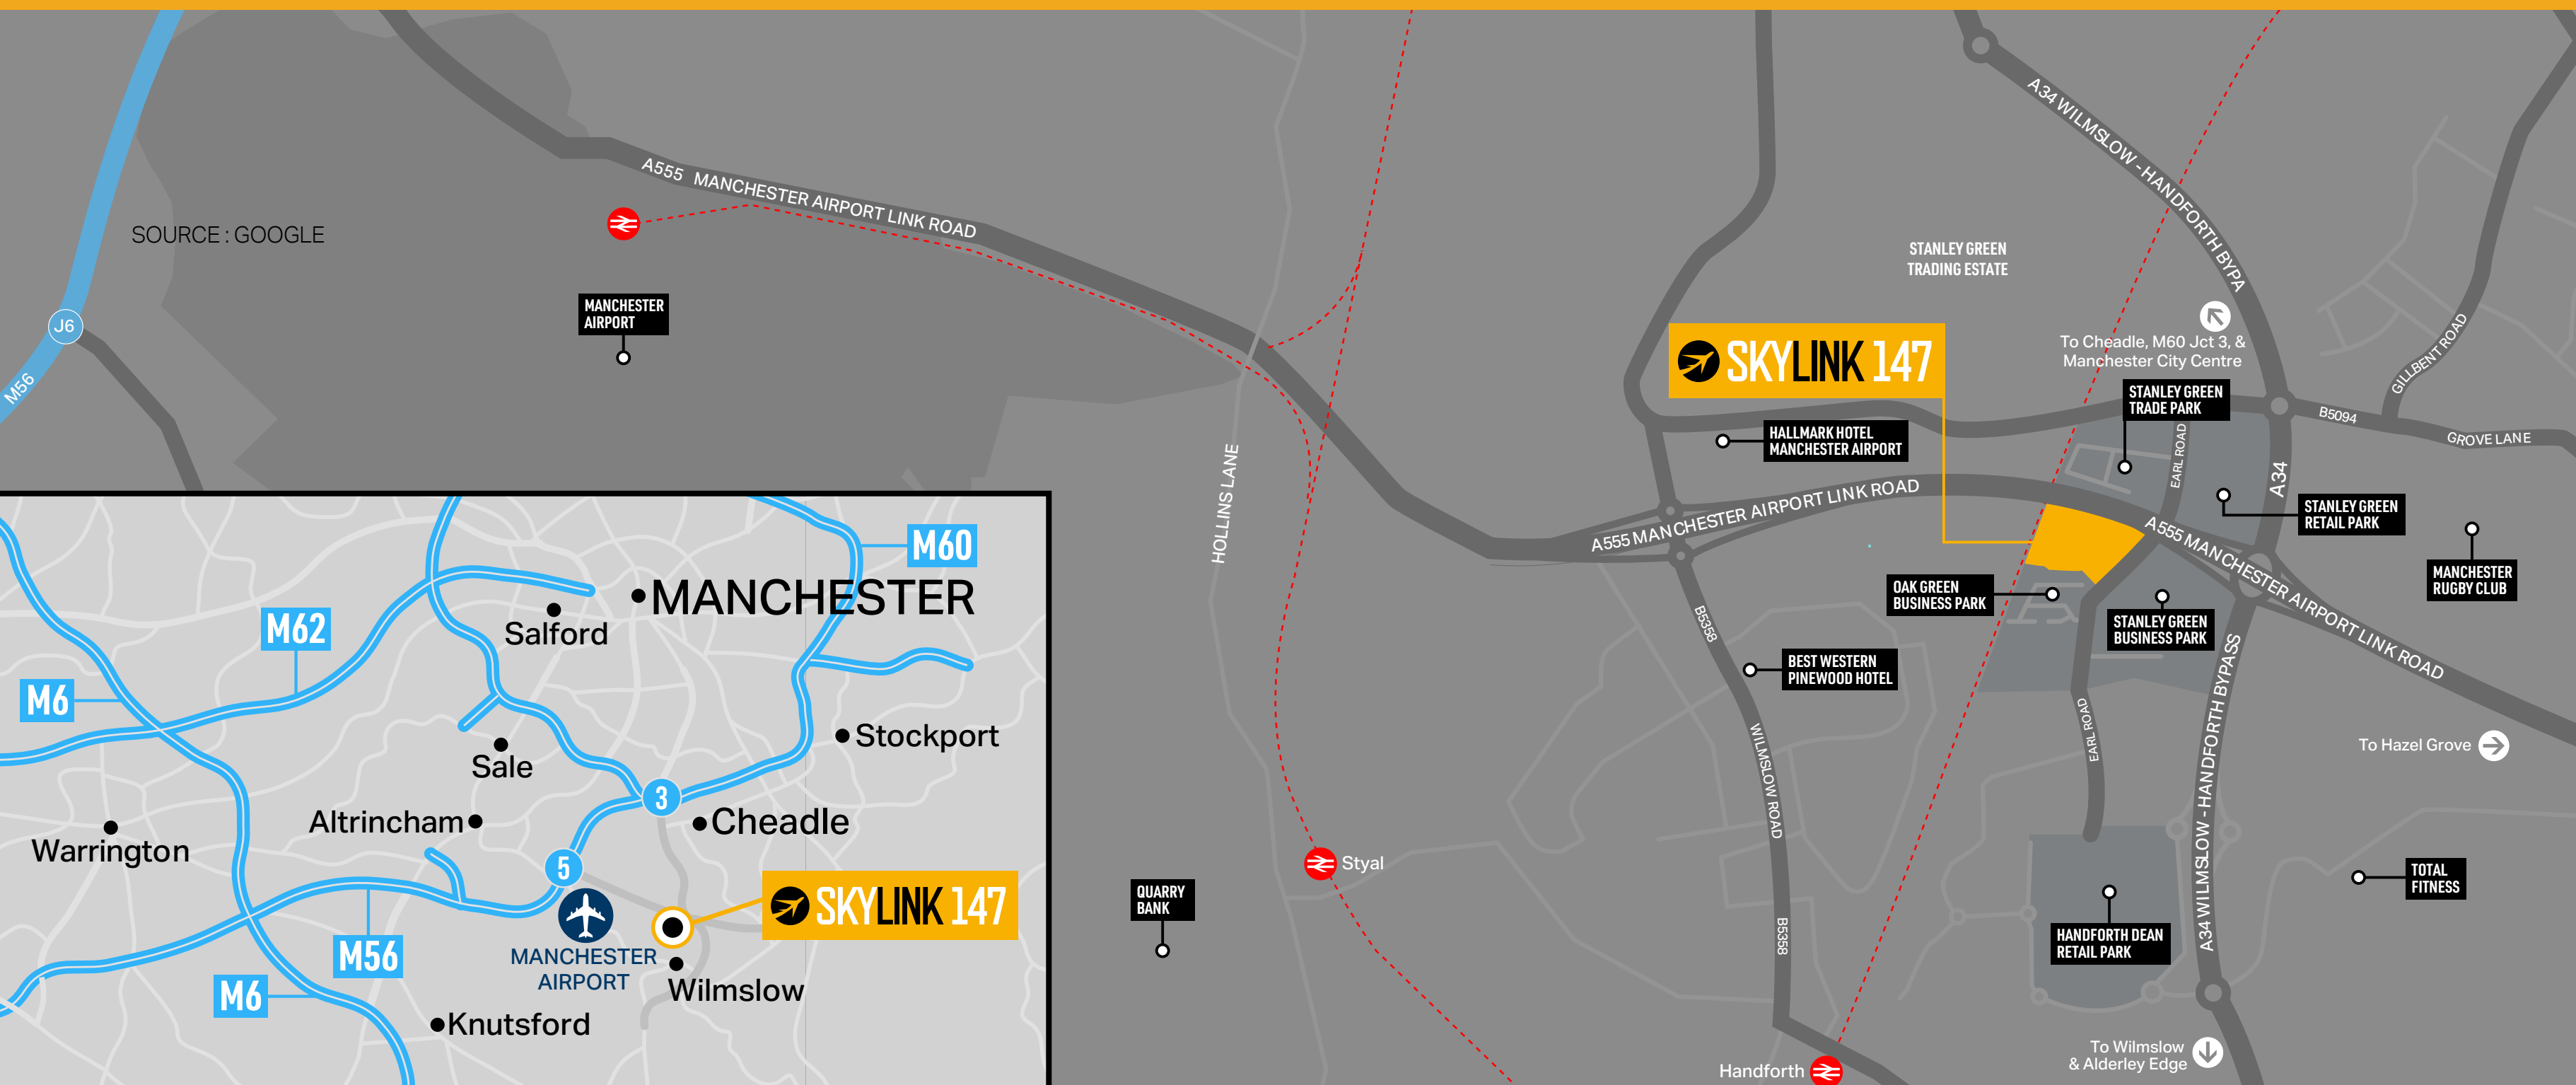 A555 MANCHESTER AIRPORT LINK ROAD
SOURCE : GOOGLE
MANCHESTER
AIRPORT
J6
M56
HOLLINS LANE
A34 WILMSLOW - HANDFORTH BYPA
STANLEY GREEN
TRADING ESTATE
To Cheadle, M60 Jct 3, &
Manchester City Centre
GILLBENT ROAD
SKYLINK 147
STANLEY GREEN
TRADE PARK
B5094
GROVE LANE
HALLMARK HOTEL
MANCHESTER AIRPORT
EARL ROAD
A34
A555 MANCHESTER AIRPORT LINK ROAD
STANLEY GREEN
RETAIL PARK
A555 MANCHESTER AIRPORT LINK ROAD
MANCHESTER
RUGBY CLUB
OAK GREEN
BUSINESS PARK
STANLEY GREEN
BUSINESS PARK
B5358
BEST WESTERN
PINEWOOD HOTEL
WILMSLOW ROAD
EARL ROAD
A34 WILMSLOW - HANDFORTH BYPASS
To Hazel Grove
Styal
QUARRY
BANK
TOTAL
FITNESS
B5358
HANDFORTH DEAN
RETAIL PARK
To Wilmslow
& Alderley Edge
Handforth
M60
MANCHESTER
Salford
M62
M6
Stockport
Sale
3
Altrincham
Cheadle
Warrington
5
SKYLINK 147
M56
MANCHESTER
AIRPORT
Wilmslow
M6
Knutsford